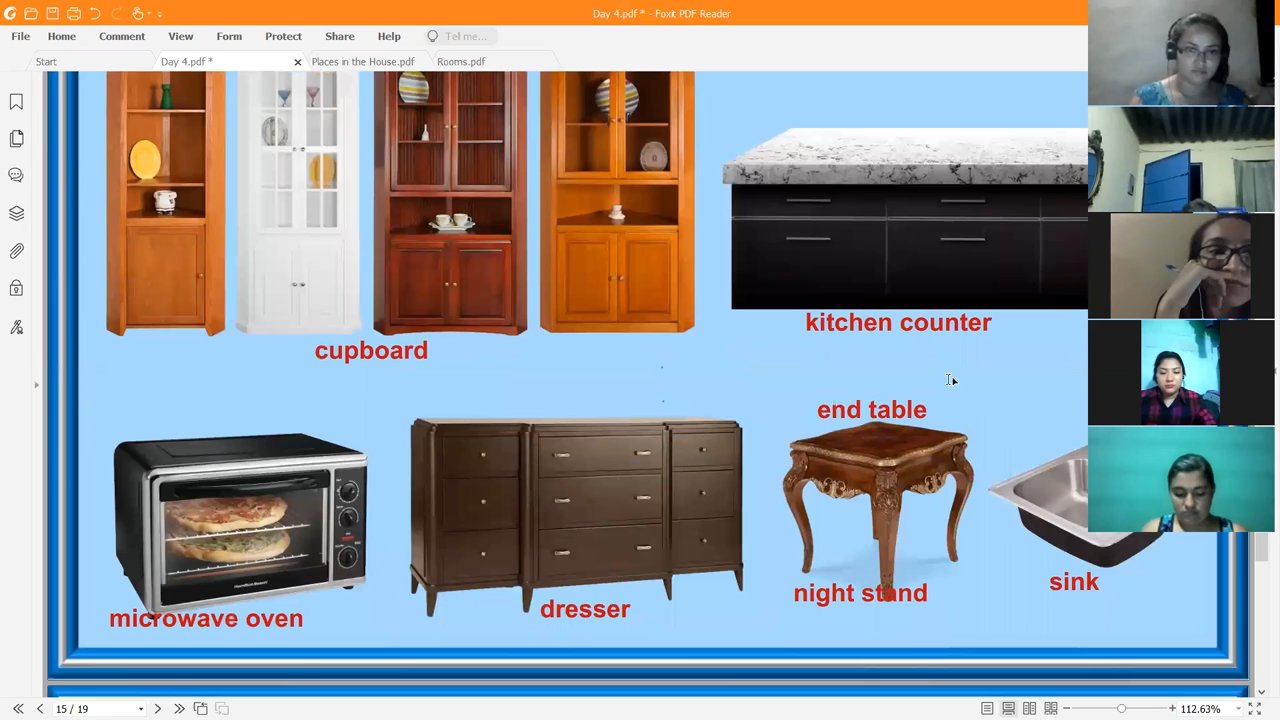 Day 4.pdf * - Foxit PDF Reader
File Home Comment View Form Protect Share Help Tell me...
Start Day 4.pdf * Places in the House.pdf Rooms.pdf
kitchen counter
cupboard
end table
night stand
sink
dresser
microwave oven
15 / 19
112.63%